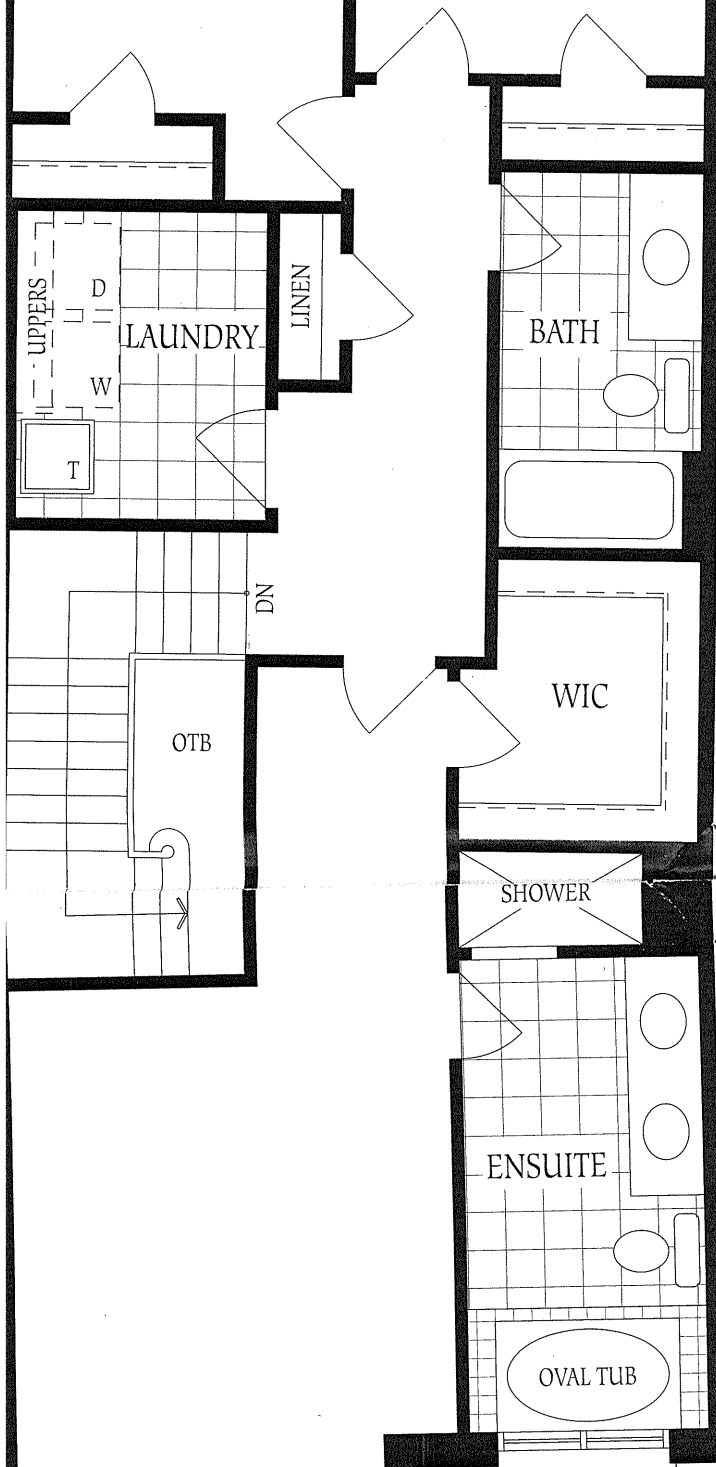 UPPERS
D
LAUNDRY
W
T
LINEN
BATH
DN
WIC
OTB
SHOWER
ENSUITE
OVAL TUB